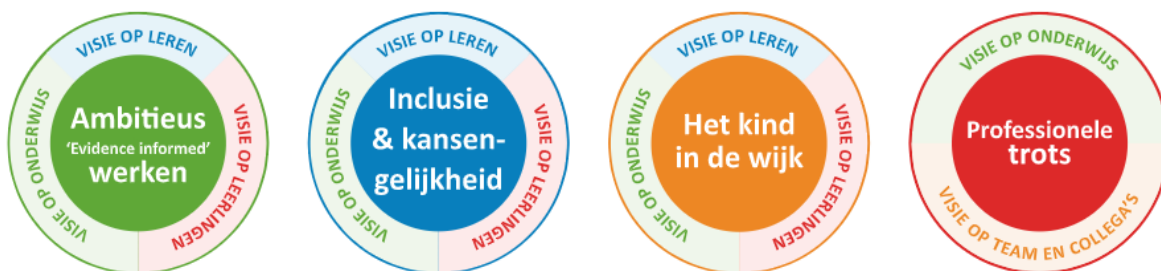 VISIE OP LEREN
VISIE OP ONDERWIJS
VISIE OP LEERLINGEN
Ambitieus
'Evidence informed'
werken
VISIE OP LEREN
VISIE OP ONDERWIJS
VISIE OP LEERLINGEN
Inclusie
& kansen-
gelijkheid
VISIE OP LEREN
VISIE OP ONDERWIJS
VISIE OP LEERLINGEN
Het kind
in de wijk
VISIE OP ONDERWIJS
Professionele
trots
VISIE OP TEAM EN COLLEGA'S